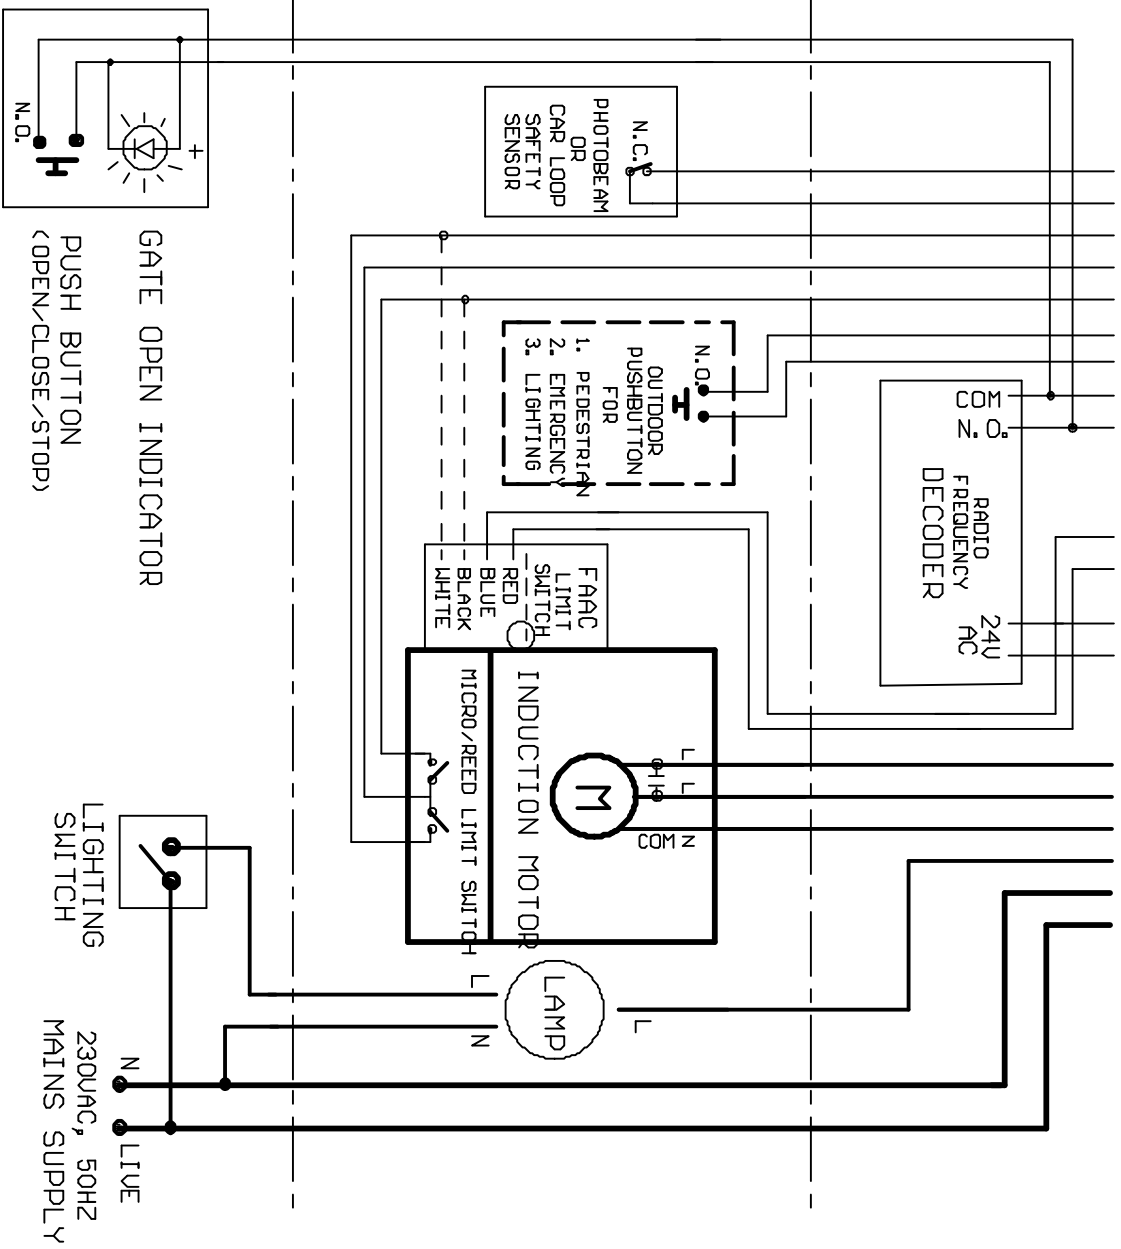 N.O.
+
GATE OPEN INDICATOR
PUSH BUTTON
(OPEN/CLOSE/STOP)
N.C.
PHOTOBEAM
OR
CAR LOOP
SAFETY
SENSOR
N.O.
OUTDOOR
PUSHBUTTON
FOR
1. PEDESTRIAN
2. EMERGENCY
3. LIGHTING
COM
N.O.
RADIO
FREQUENCY
DECODER
24V
AC
FAAC
LIMIT
SWITCH
RED
BLUE
BLACK
WHITE
L
L
COM N
M
INDUCTION MOTOR
MICRO/REED LIMIT SWITCH
LIGHTING
SWITCH
L
LAMP
N
L
N
LIVE
230VAC, 50HZ
MAINS SUPPLY